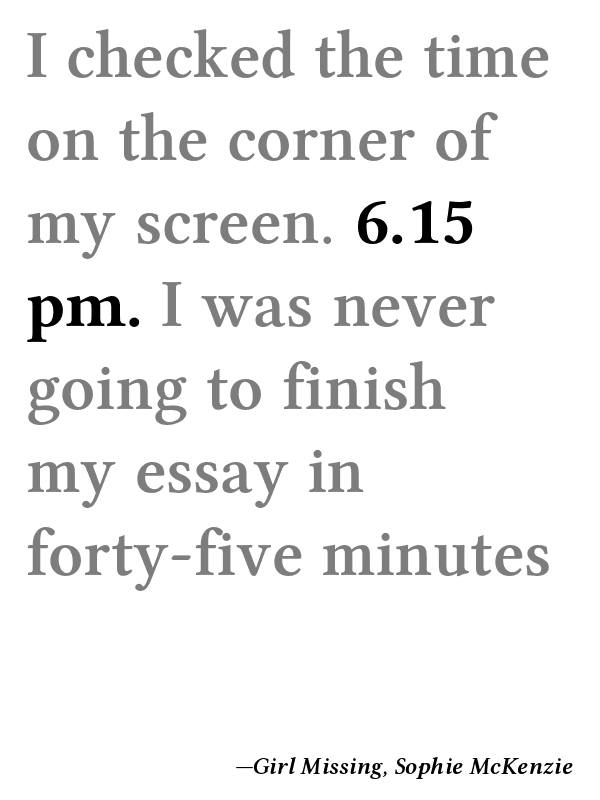 I checked the time
on the corner of
my screen. 6.15
pm. I was never
going to finish
my essay in
forty-five minutes
—Girl Missing, Sophie McKenzie